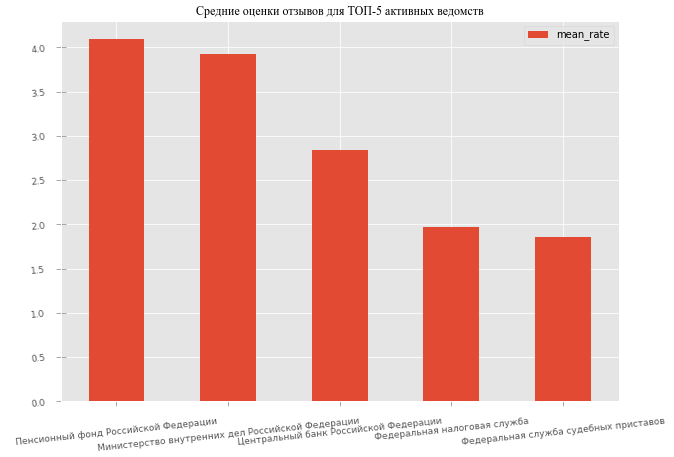 Средние оценки отзывов для ТОП-5 активных ведомств
mean_rate
4.0
3.5
3.0
2.5
2.0
1.5
1.0
0.5
0.0
Пенсионный фонд Российской Федерации
Министерство внутренних дел Российской Федерации
Центральный банк Российской Федерации
Федеральная налоговая служба
Федеральная служба судебных приставов